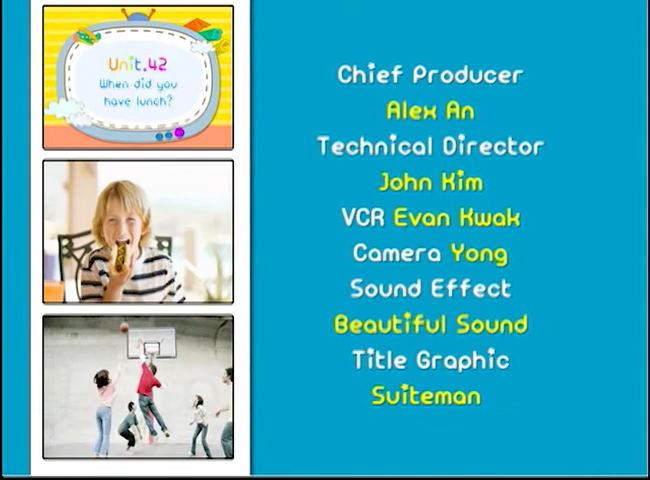 Unit.42
When did you
have lunch?
Chief Producer
Alex An
Technical Director
John Kim
VCR Evan Kwak
Camera Yong
Sound Effect
Beautiful Sound
Title Graphic
Suiteman